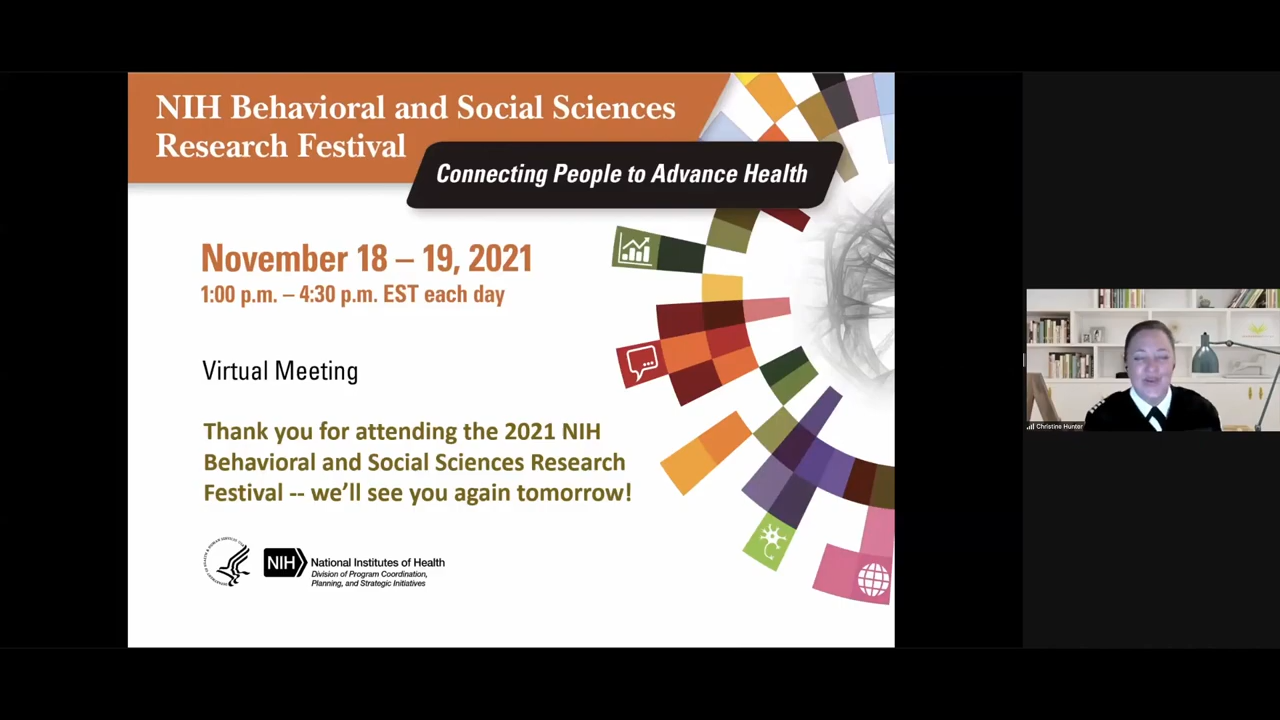 NIH Behavioral and Social Sciences
Research Festival
Connecting People to Advance Health
November 18 – 19, 2021
1:00 p.m. – 4:30 p.m. EST each day
Virtual Meeting
Thank you for attending the 2021 NIH
Behavioral and Social Sciences Research
Festival -- we’ll see you again tomorrow!
NIH
National Institutes of Health
Division of Program Coordination,
Planning, and Strategic Initiatives
Christine Hunter